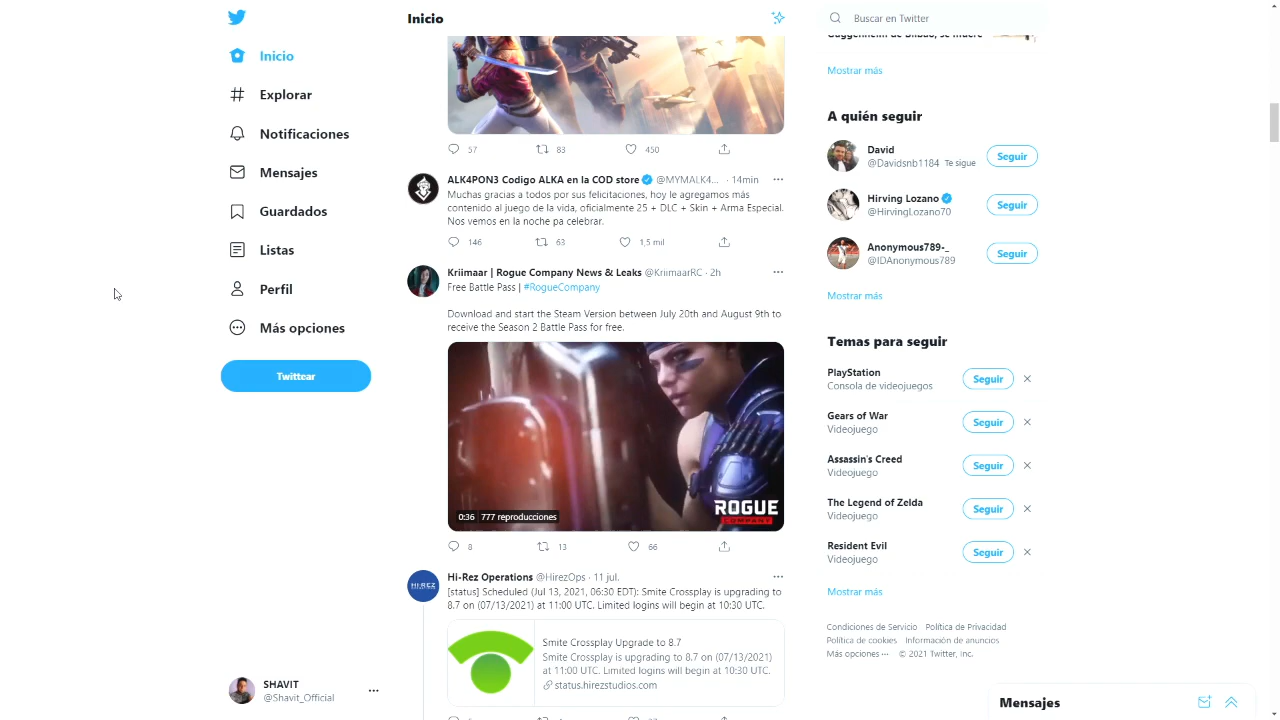 Inicio
Explorar
Notificaciones
Mensajes
Guardados
Listas
Perfil
Más opciones
Twittear
SHAVIT
@Shavit_Official
Inicio
57 83 450
ALK4PON3 Codigo ALKA en la COD store @MYMALK4... · 14min
Muchas gracias a todos por sus felicitaciones, hoy le agregamos más
contenido al juego de la vida, oficialmente 25 + DLC + Skin + Arma Especial.
Nos vemos en la noche pa celebrar.
146 63 1,5 mil
Kriimaar | Rogue Company News & Leaks @KriimaarRC · 2h
Free Battle Pass | #RogueCompany
Download and start the Steam Version between July 20th and August 9th to
receive the Season 2 Battle Pass for free.
0:36 777 reproducciones
ROGUE
COMPANY
8 13 66
Hi-Rez Operations @HirezOps · 11 jul.
HI-REZ
[status] Scheduled (Jul 13, 2021, 06:30 EDT): Smite Crossplay is upgrading to
8.7 on (07/13/2021) at 11:00 UTC. Limited logins will begin at 10:30 UTC.
Smite Crossplay Upgrade to 8.7
Smite Crossplay is upgrading to 8.7 on (07/13/2021)
at 11:00 UTC. Limited logins will begin at 10:30 UTC.
status.hirezstudios.com
Buscar en Twitter
Guggenheim de Bilbao, se muere
Mostrar más
A quién seguir
David
@Davidsnb1184 Te sigue
Seguir
Hirving Lozano
@HirvingLozano70
Seguir
Anonymous789-_
@IDAnonymous789
Seguir
Mostrar más
Temas para seguir
PlayStation
Consola de videojuegos
Seguir
Gears of War
Videojuego
Seguir
Assassin's Creed
Videojuego
Seguir
The Legend of Zelda
Videojuego
Seguir
Resident Evil
Videojuego
Seguir
Mostrar más
Condiciones de Servicio Política de Privacidad
Política de cookies Información de anuncios
Más opciones ··· © 2021 Twitter, Inc.
Mensajes